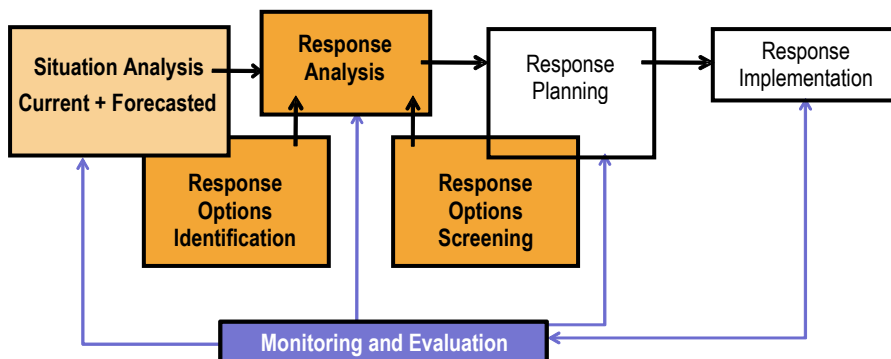 Situation Analysis
Current + Forecasted
Response
Analysis
Response
Planning
Response
Implementation
Response
Options
Identification
Response
Options
Screening
Monitoring and Evaluation